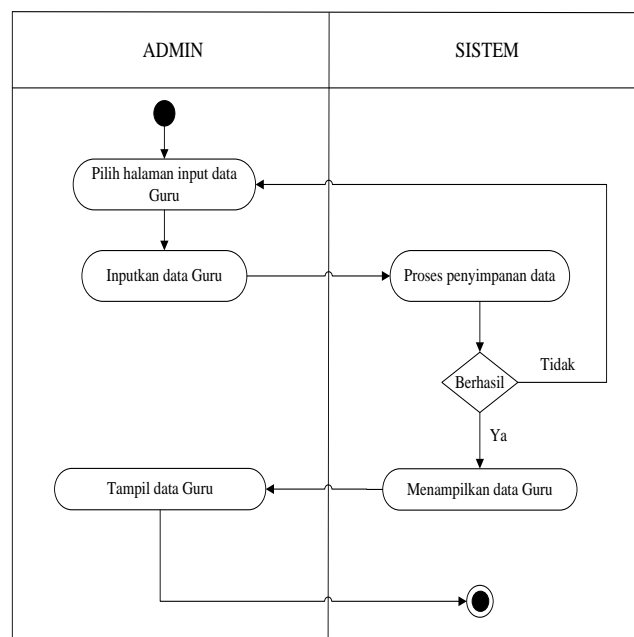 ADMIN
SISTEM
Pilih halaman input data
Guru
Inputkan data Guru
Proses penyimpanan data
Berhasil
Tidak
Ya
Tampil data Guru
Menampilkan data Guru